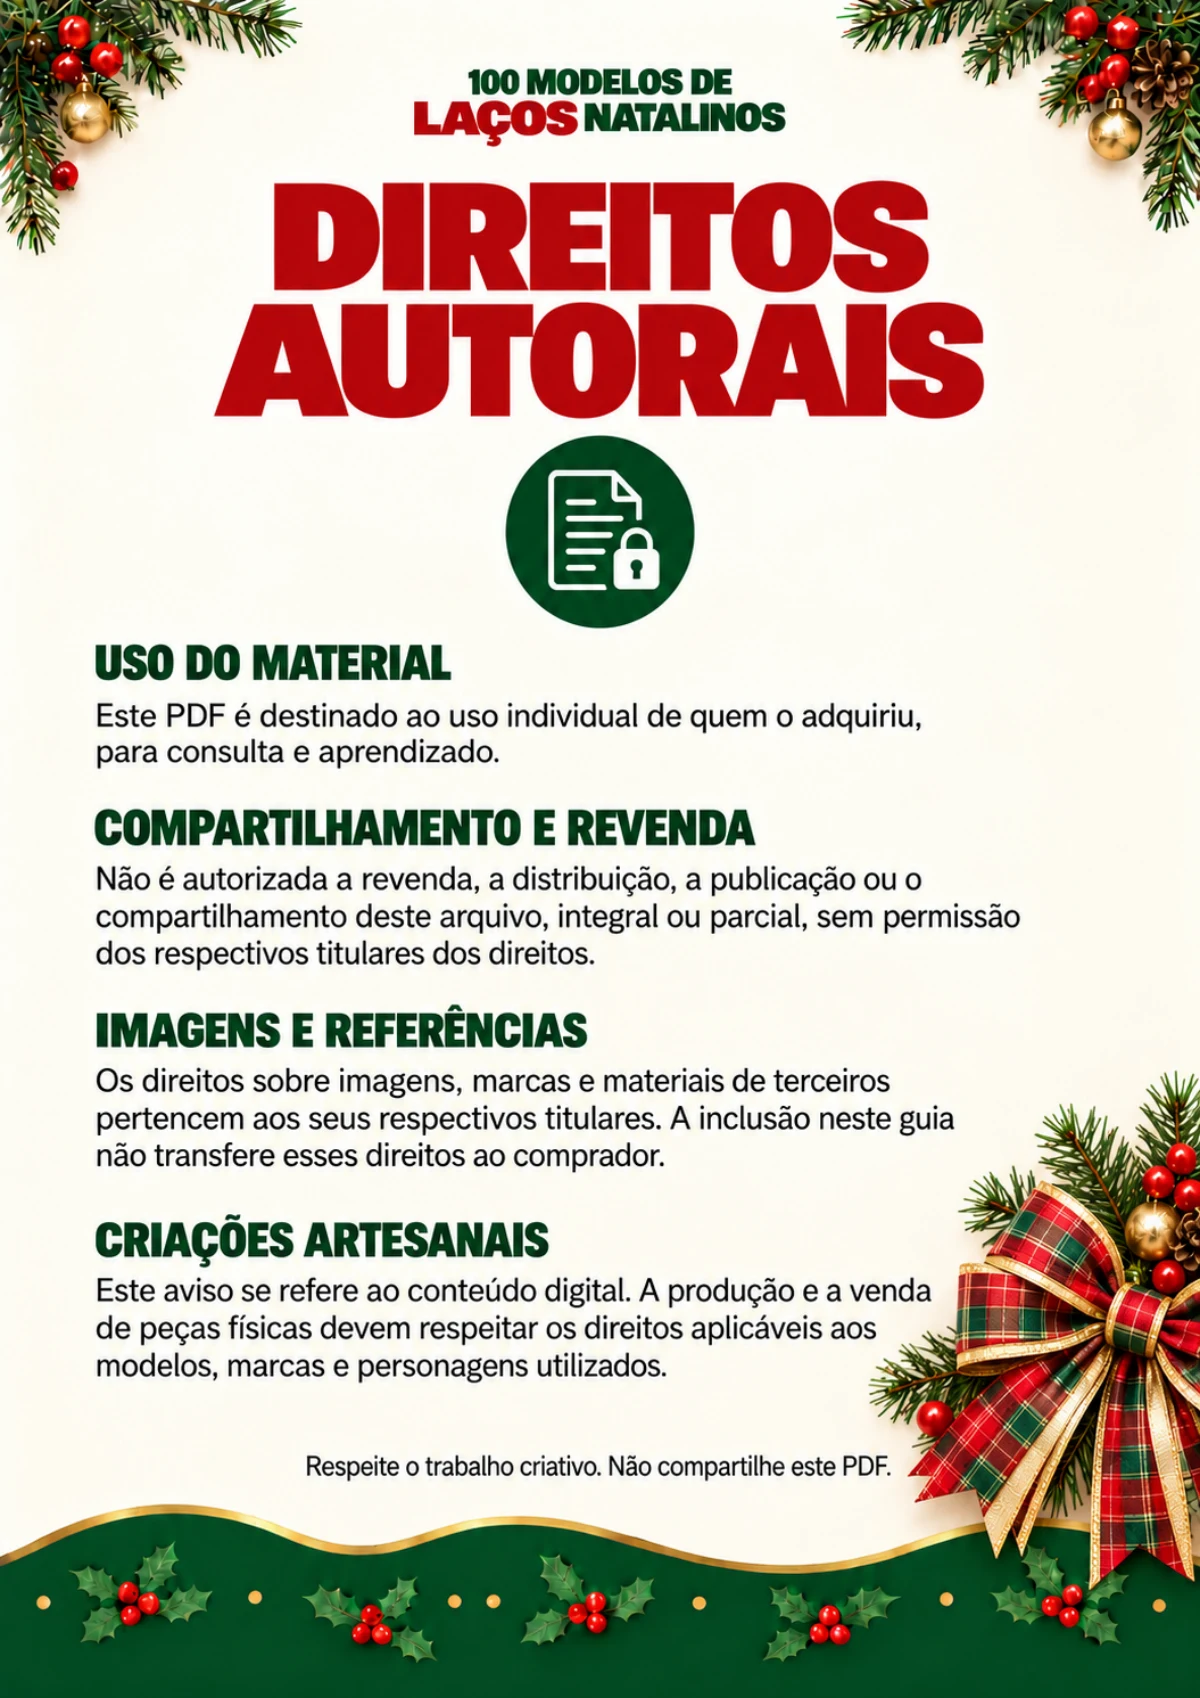 100 MODELOS DE
LAÇOS NATALINOS
DIREITOS
AUTORAIS
USO DO MATERIAL
Este PDF é destinado ao uso individual de quem o adquiriu,
para consulta e aprendizado.
COMPARTILHAMENTO E REVENDA
Não é autorizada a revenda, a distribuição, a publicação ou o
compartilhamento deste arquivo, integral ou parcial, sem permissão
dos respectivos titulares dos direitos.
IMAGENS E REFERÊNCIAS
Os direitos sobre imagens, marcas e materiais de terceiros
pertencem aos seus respectivos titulares. A inclusão neste guia
não transfere esses direitos ao comprador.
CRIAÇÕES ARTESANAIS
Este aviso se refere ao conteúdo digital. A produção e a venda
de peças físicas devem respeitar os direitos aplicáveis aos
modelos, marcas e personagens utilizados.
Respeite o trabalho criativo. Não compartilhe este PDF.